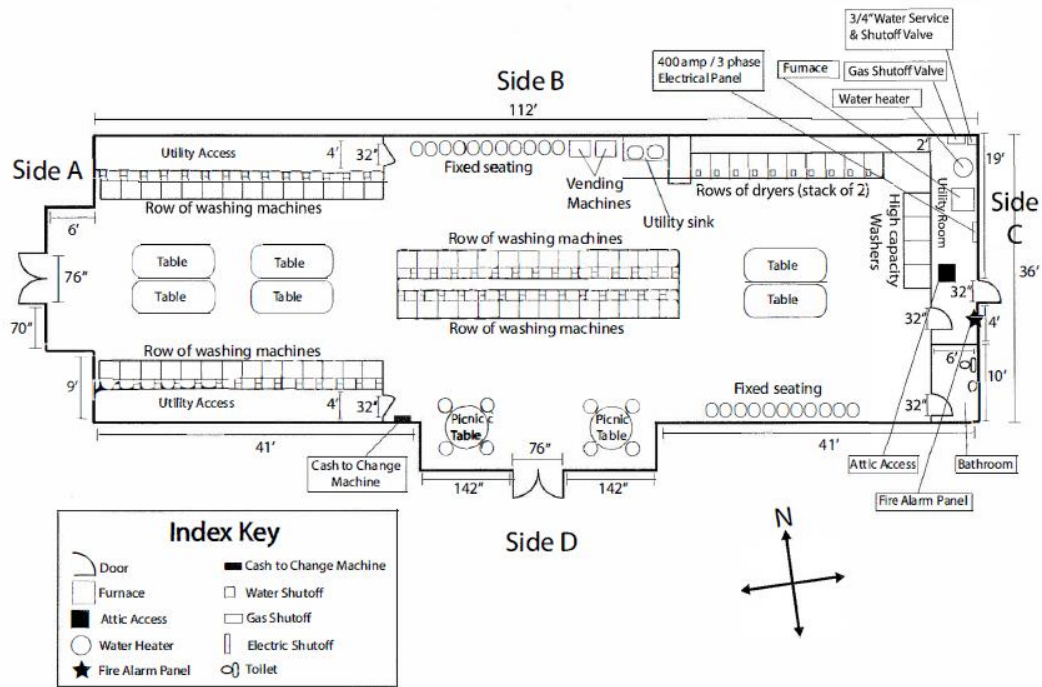 3/4" Water Service
& Shutoff Valve
400 amp / 3 phase
Electrical Panel
Furnace
Gas Shutoff Valve
Water heater
Side B
112'
Side A
Utility Access
4'
32"
Fixed seating
Vending
Machines
Utility sink
Rows of dryers (stack of 2)
2'
19'
Utility Room
Side
C
36'
High capacity
Washers
Row of washing machines
6'
76"
70"
Table
Table
Table
Table
Row of washing machines
Row of washing machines
Table
Table
32"
32"
4'
6'
10'
Row of washing machines
9'
Utility Access
4'
32"
Fixed seating
32"
Picnic
Table
Picnic
Table
41'
Cash to Change
Machine
142"
76"
142"
41'
Attic Access
Bathroom
Fire Alarm Panel
Side D
N
Index Key
Door
Cash to Change Machine
Furnace
Water Shutoff
Attic Access
Gas Shutoff
Water Heater
Electric Shutoff
Fire Alarm Panel
Toilet